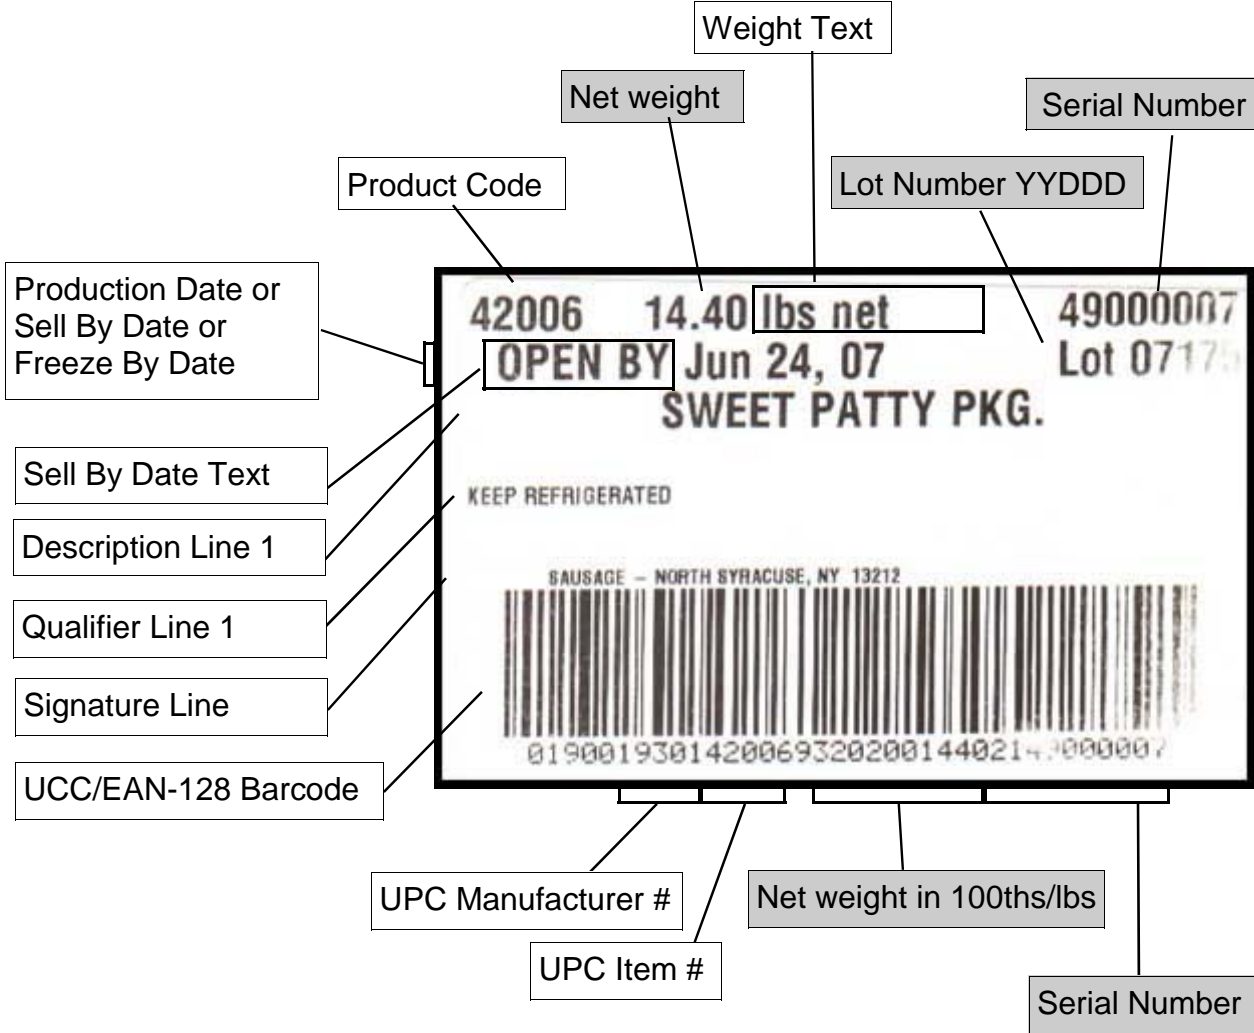 Weight Text
Net weight
Serial Number
Product Code
Lot Number YYDDD
Production Date or
Sell By Date or
Freeze By Date
42006 14.40 lbs net 49000007
OPEN BY Jun 24, 07 Lot 07175
SWEET PATTY PKG.
Sell By Date Text
KEEP REFRIGERATED
Description Line 1
SAUSAGE – NORTH SYRACUSE, NY 13212
Qualifier Line 1
Signature Line
UCC/EAN-128 Barcode
UPC Manufacturer #
Net weight in 100ths/lbs
UPC Item #
Serial Number